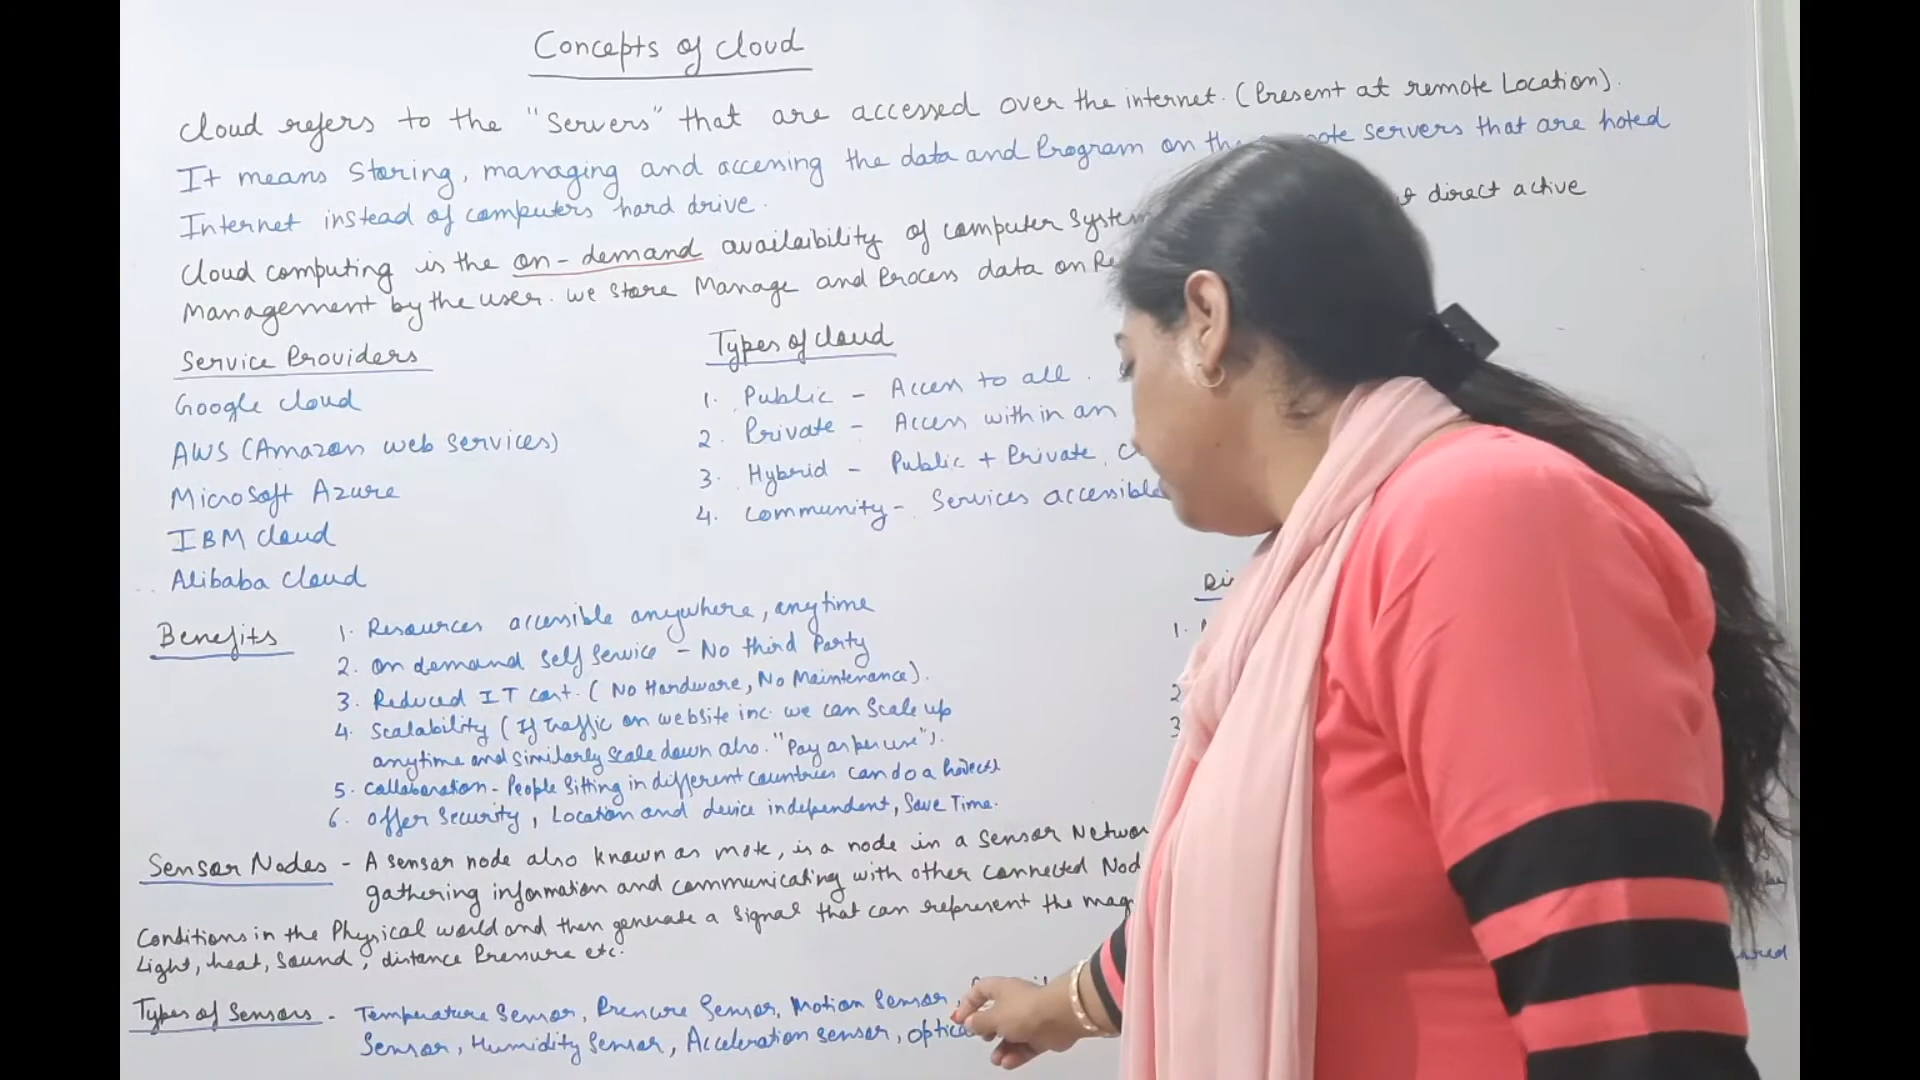 Concepts of cloud
Cloud refers to the "Servers" that are accessed over the internet. (Present at remote Location).
It means Storing, managing and accessing the data and Program on the servers that are hoted
Internet instead of computers hard drive.
Cloud computing is the on-demand availaibility of computer System direct active
Management by the user. we store Manage and Process data on Re
Service Providers
Google cloud
AWS (Amazon web services)
Microsoft Azure
IBM cloud
Alibaba cloud
Types of cloud
1. Public - Access to all.
2. Private - Access within an
3. Hybrid - Public + Private
4. Community - Services accessible
Benefits
1. Resources accessible anywhere, anytime
2. on demand Self Service - No third Party
3. Reduced IT cost. (No Hardware, No Maintenance).
4. Scalability (If traffic on website inc. we can scale up
anytime and similarly scale down also. "Pay as per use").
5. Collaboration - People Sitting in different countries can do a
6. Offer Security, Location and device independent, Save Time.
1.
2
3
Sensor Nodes - A sensor node also known as mote, is a node in a sensor Networ
gathering information and communicating with other connected Nod
Conditions in the Physical world and then generate a signal that can represent the mag
Light, heat, Sound, distance Pressure etc.
Types of Sensors - Temperature Sensor, Pressure Sensor, Motion Sensor,
Sensor, Humidity Sensor, Acceleration sensor, optica